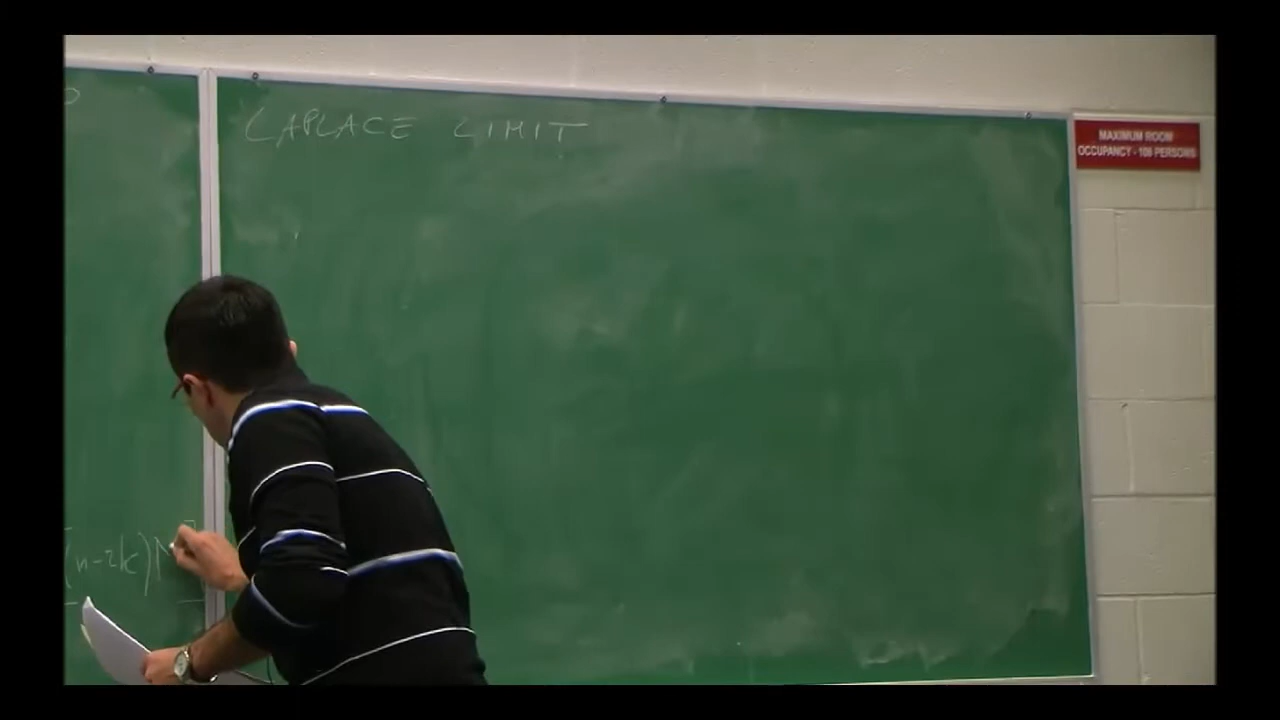 LAPLACE LIMIT
MAXIMUM ROOM
OCCUPANCY - 108 PERSONS
(n-2k)